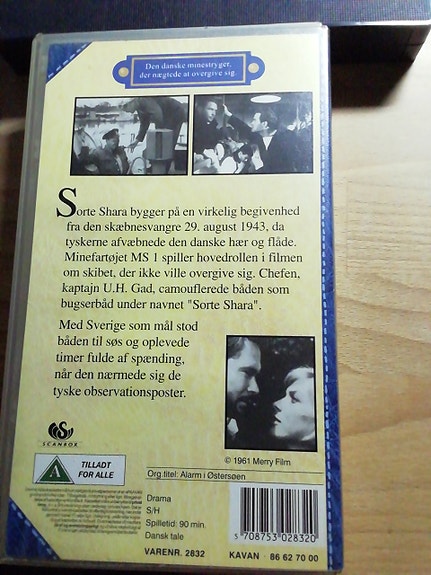 Den danske minestryger,
der nægtede at overgive sig.
Sorte Shara bygger på en virkelig begivenhed
fra den skæbnesvangre 29. august 1943, da
tyskerne afvæbnede den danske hær og flåde.
Minefartøjet MS 1 spiller hovedrollen i filmen
om skibet, der ikke ville overgive sig. Chefen,
kaptajn U.H. Gad, camouflerede båden som
bugserbåd under navnet "Sorte Shara".
Med Sverige som mål stod
båden til søs og oplevede
timer fulde af spænding,
når den nærmede sig de
tyske observationsposter.
© 1961 Merry Film
SCANBOX
A
TILLADT
FOR ALLE
Org.titel: Alarm i Østersøen
Drama
S/H
Spilletid: 90 min.
Dansk tale
VARENR. 2832
5 708753 028320
KAVAN · 86 62 70 00